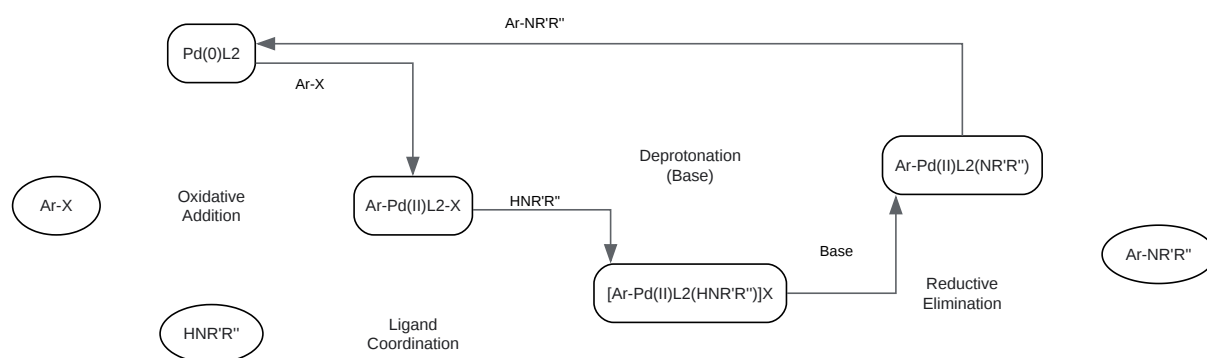 Ar-NR'R''
Pd(0)L2
Ar-X
Deprotonation
(Base)
Ar-Pd(II)L2(NR'R'')
Ar-X
Oxidative
Addition
Ar-Pd(II)L2-X
HNR'R''
Base
Ar-NR'R''
[Ar-Pd(II)L2(HNR'R'')]X
Reductive
Elimination
HNR'R''
Ligand
Coordination